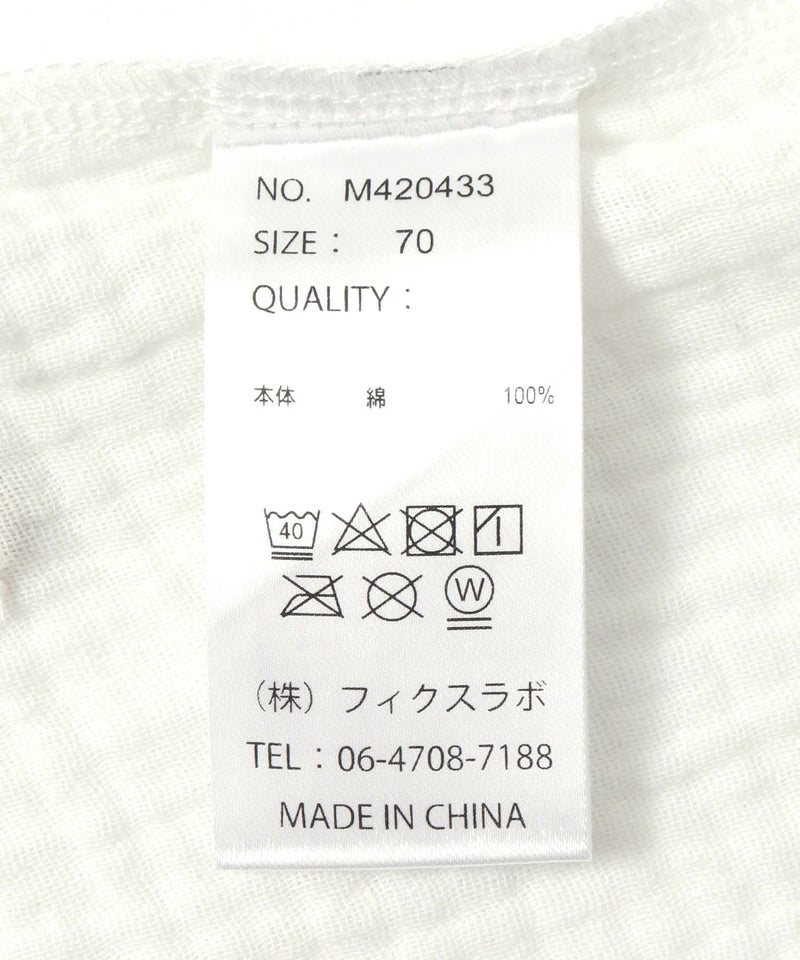 NO. M420433
SIZE : 70
QUALITY :
本体 綿 100%
40
W
(株) フィクスラボ
TEL : 06-4708-7188
MADE IN CHINA